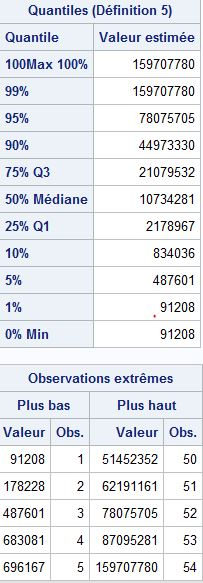 Quantiles (Définition 5)
Quantile Valeur estimée
100Max 100% 159707780
99% 159707780
95% 78075705
90% 44973330
75% Q3 21079532
50% Médiane 10734281
25% Q1 2178967
10% 834036
5% 487601
1% 91208
0% Min 91208
Observations extrêmes
Plus bas Plus haut
Valeur Obs. Valeur Obs.
91208 1 51452352 50
178228 2 62191161 51
487601 3 78075705 52
683081 4 87095281 53
696167 5 159707780 54